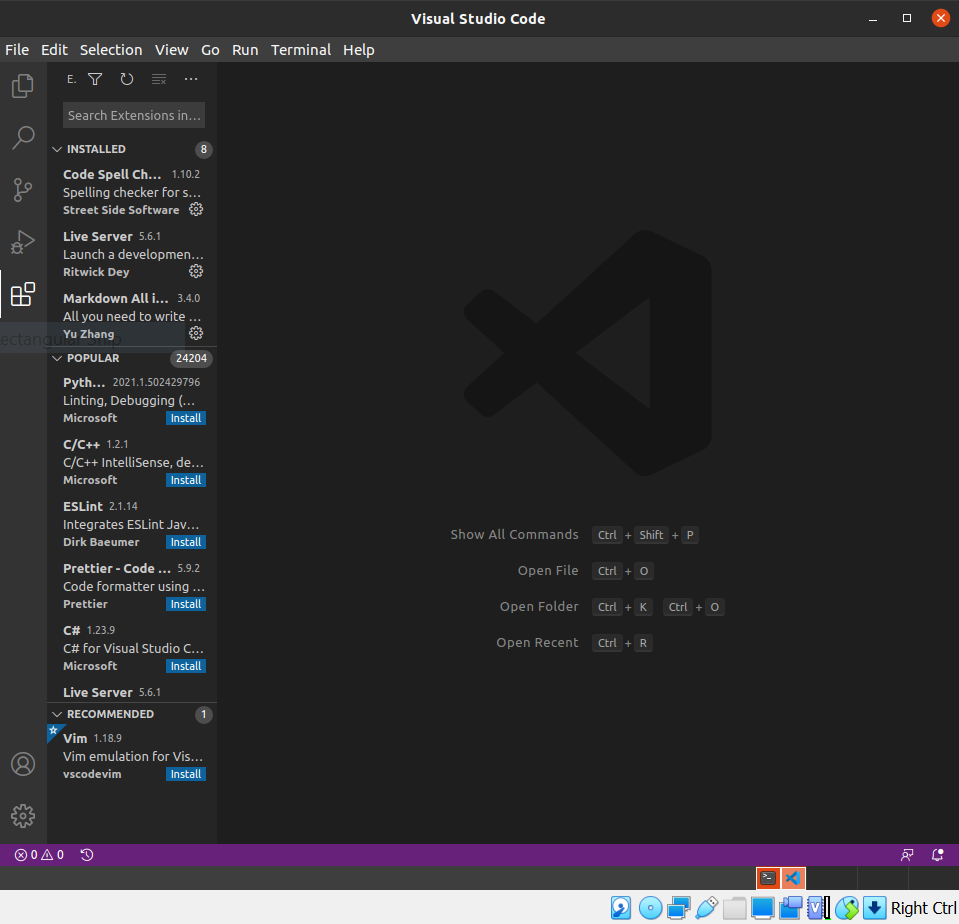 Visual Studio Code
File Edit Selection View Go Run Terminal Help
E.
Search Extensions in…
INSTALLED 8
Code Spell Ch… 1.10.2
Spelling checker for s…
Street Side Software
Live Server 5.6.1
Launch a developmen…
Ritwick Dey
Markdown All i… 3.4.0
All you need to write …
Yu Zhang
POPULAR 24204
Pyth… 2021.1.502429796
Linting, Debugging (…
Microsoft Install
C/C++ 1.2.1
C/C++ IntelliSense, de…
Microsoft Install
ESLint 2.1.14
Integrates ESLint Jav…
Dirk Baeumer Install
Prettier - Code … 5.9.2
Code formatter using …
Prettier Install
C# 1.23.9
C# for Visual Studio C…
Microsoft Install
Live Server 5.6.1
RECOMMENDED 1
Vim 1.18.9
Vim emulation for Vis…
vscodevim Install
Show All Commands Ctrl + Shift + P
Open File Ctrl + O
Open Folder Ctrl + K Ctrl + O
Open Recent Ctrl + R
0 0
Right Ctrl